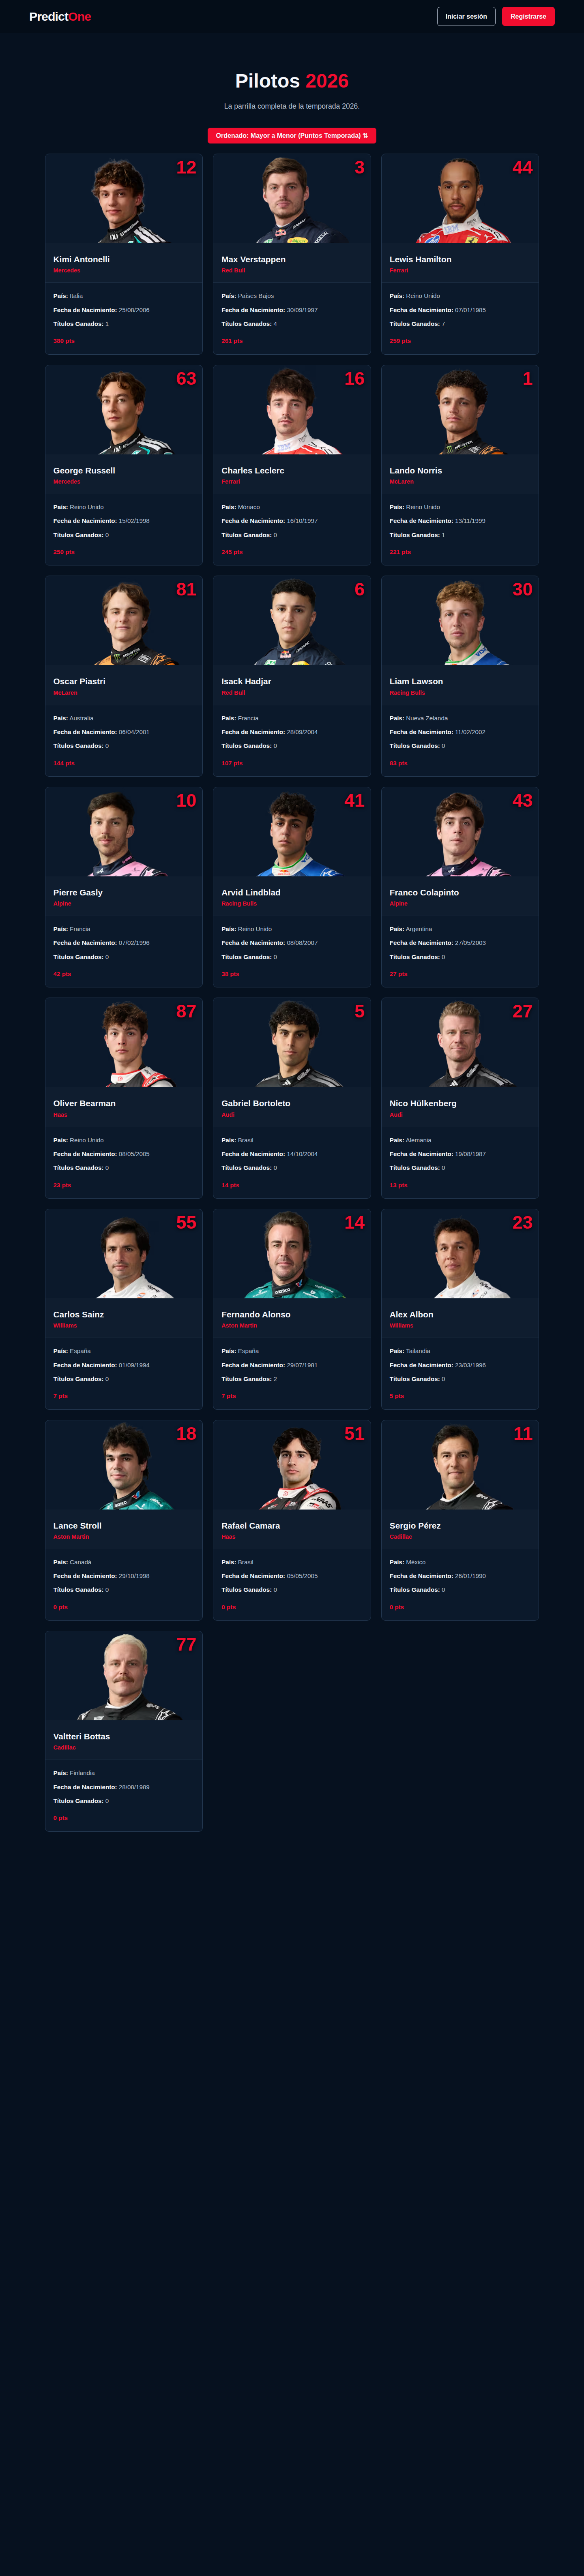 PredictOne
Iniciar sesión
Registrarse
Pilotos 2026
La parrilla completa de la temporada 2026.
Ordenado: Mayor a Menor (Puntos Temporada) ⇅
12
Kimi Antonelli
Mercedes
País: Italia
Fecha de Nacimiento: 25/08/2006
Títulos Ganados: 1
380 pts
3
Max Verstappen
Red Bull
País: Países Bajos
Fecha de Nacimiento: 30/09/1997
Títulos Ganados: 4
261 pts
44
Lewis Hamilton
Ferrari
País: Reino Unido
Fecha de Nacimiento: 07/01/1985
Títulos Ganados: 7
259 pts
63
George Russell
Mercedes
País: Reino Unido
Fecha de Nacimiento: 15/02/1998
Títulos Ganados: 0
250 pts
16
Charles Leclerc
Ferrari
País: Mónaco
Fecha de Nacimiento: 16/10/1997
Títulos Ganados: 0
245 pts
1
Lando Norris
McLaren
País: Reino Unido
Fecha de Nacimiento: 13/11/1999
Títulos Ganados: 1
221 pts
81
Oscar Piastri
McLaren
País: Australia
Fecha de Nacimiento: 06/04/2001
Títulos Ganados: 0
144 pts
6
Isack Hadjar
Red Bull
País: Francia
Fecha de Nacimiento: 28/09/2004
Títulos Ganados: 0
107 pts
30
Liam Lawson
Racing Bulls
País: Nueva Zelanda
Fecha de Nacimiento: 11/02/2002
Títulos Ganados: 0
83 pts
10
Pierre Gasly
Alpine
País: Francia
Fecha de Nacimiento: 07/02/1996
Títulos Ganados: 0
41
Arvid Lindblad
Racing Bulls
País: Reino Unido
Fecha de Nacimiento: 08/08/2007
Títulos Ganados: 0
43
Franco Colapinto
Alpine
País: Argentina
Fecha de Nacimiento: 27/05/2003
Títulos Ganados: 0
27 pts
87
Oliver Bearman
Haas
País: Reino Unido
Fecha de Nacimiento: 08/05/2005
Títulos Ganados: 0
23 pts
5
Gabriel Bortoleto
Audi
País: Brasil
Fecha de Nacimiento: 14/10/2004
Títulos Ganados: 0
14 pts
27
Nico Hülkenberg
Audi
País: Alemania
Fecha de Nacimiento: 19/08/1987
Títulos Ganados: 0
13 pts
55
Carlos Sainz
Williams
País: España
Fecha de Nacimiento: 01/09/1994
Títulos Ganados: 0
7 pts
14
Fernando Alonso
Aston Martin
País: España
Fecha de Nacimiento: 29/07/1981
Títulos Ganados: 2
7 pts
23
Alex Albon
Williams
País: Tailandia
Fecha de Nacimiento: 23/03/1996
Títulos Ganados: 0
5 pts
18
Lance Stroll
Aston Martin
País: Canadá
Fecha de Nacimiento: 29/10/1998
Títulos Ganados: 0
0 pts
51
Rafael Camara
Haas
País: Brasil
Fecha de Nacimiento: 05/05/2005
Títulos Ganados: 0
0 pts
11
Sergio Pérez
Cadillac
País: México
Fecha de Nacimiento: 26/01/1990
Títulos Ganados: 0
0 pts
77
Valtteri Bottas
Cadillac
País: Finlandia
Fecha de Nacimiento: 28/08/1989
Títulos Ganados: 0
0 pts